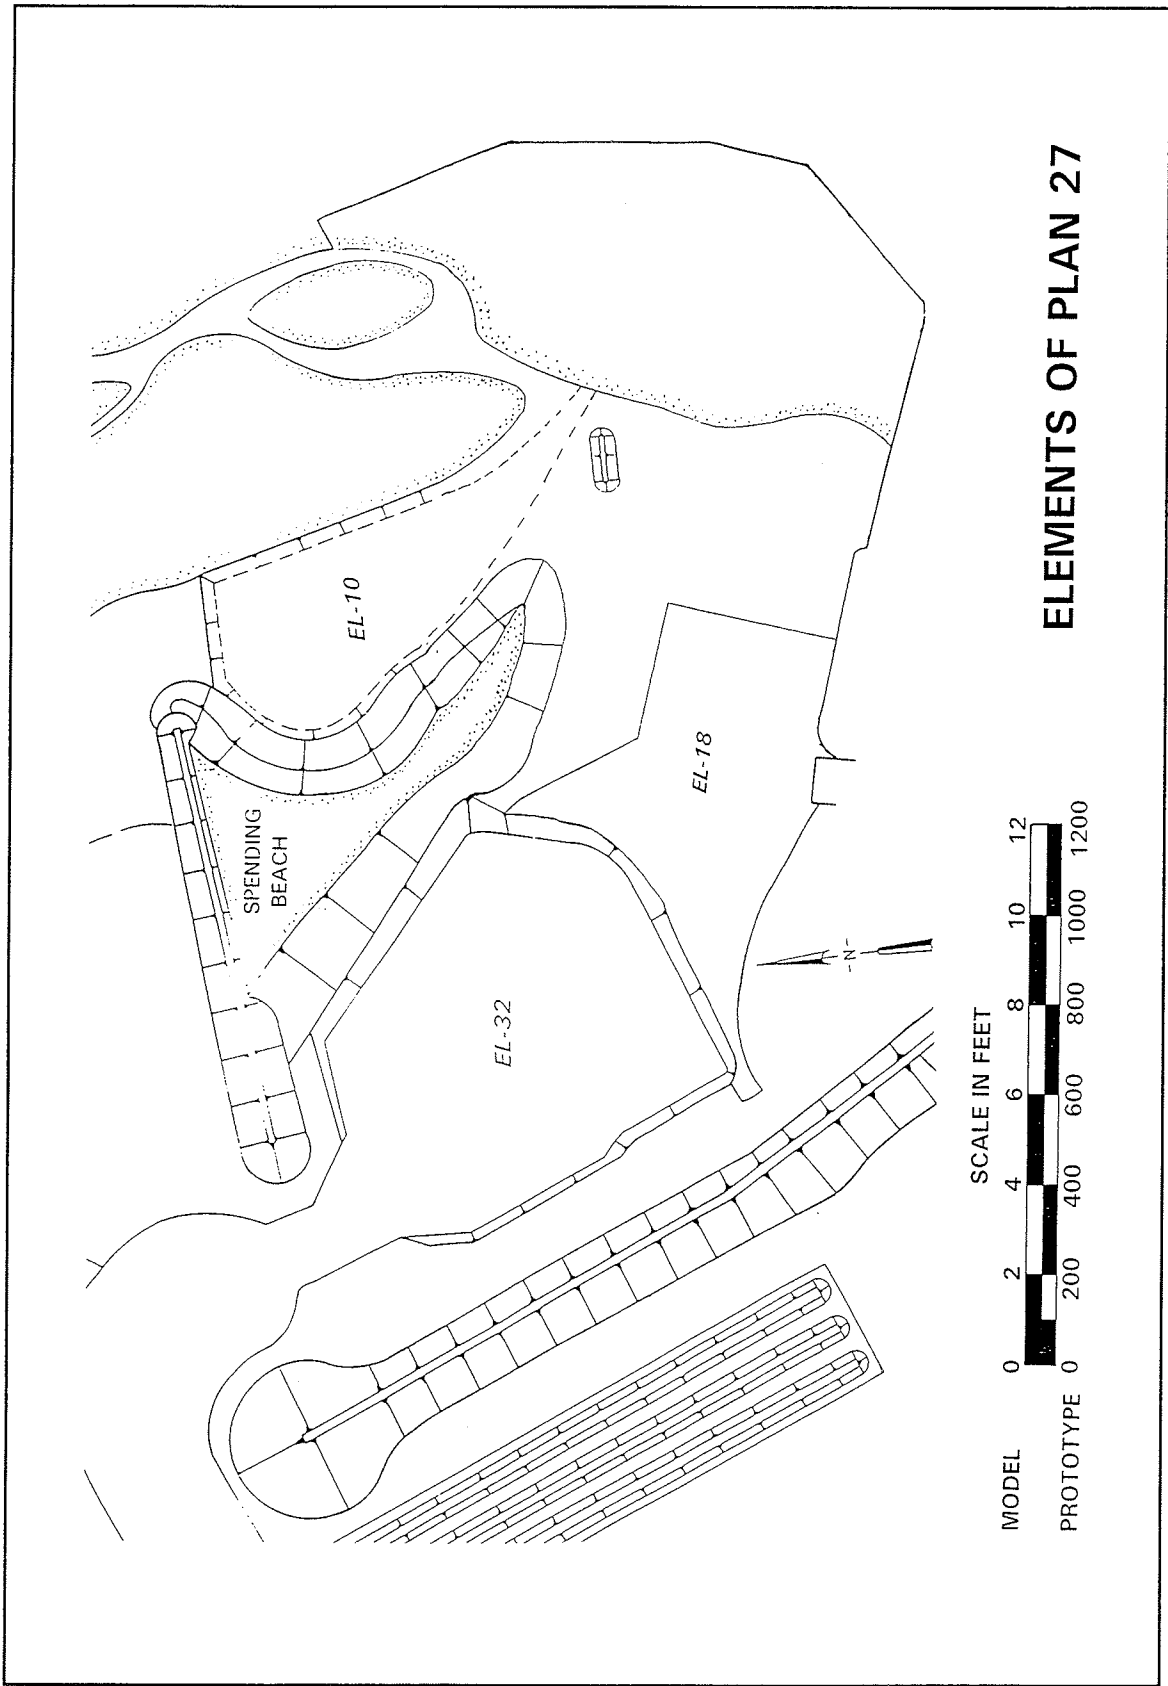 EL-10
SPENDING
BEACH
EL-18
EL-32
-N-
SCALE IN FEET
MODEL 0 2 4 6 8 10 12
PROTOTYPE 0 200 400 600 800 1000 1200
ELEMENTS OF PLAN 27